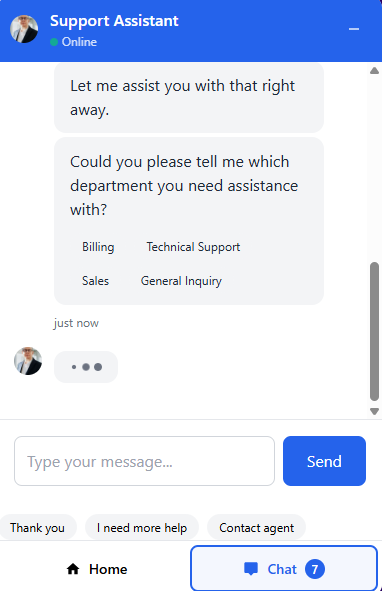 Support Assistant
Online
Let me assist you with that right
away.
Could you please tell me which
department you need assistance
with?
Billing Technical Support
Sales General Inquiry
just now
Type your message...
Send
Thank you I need more help Contact agent
Home Chat 7